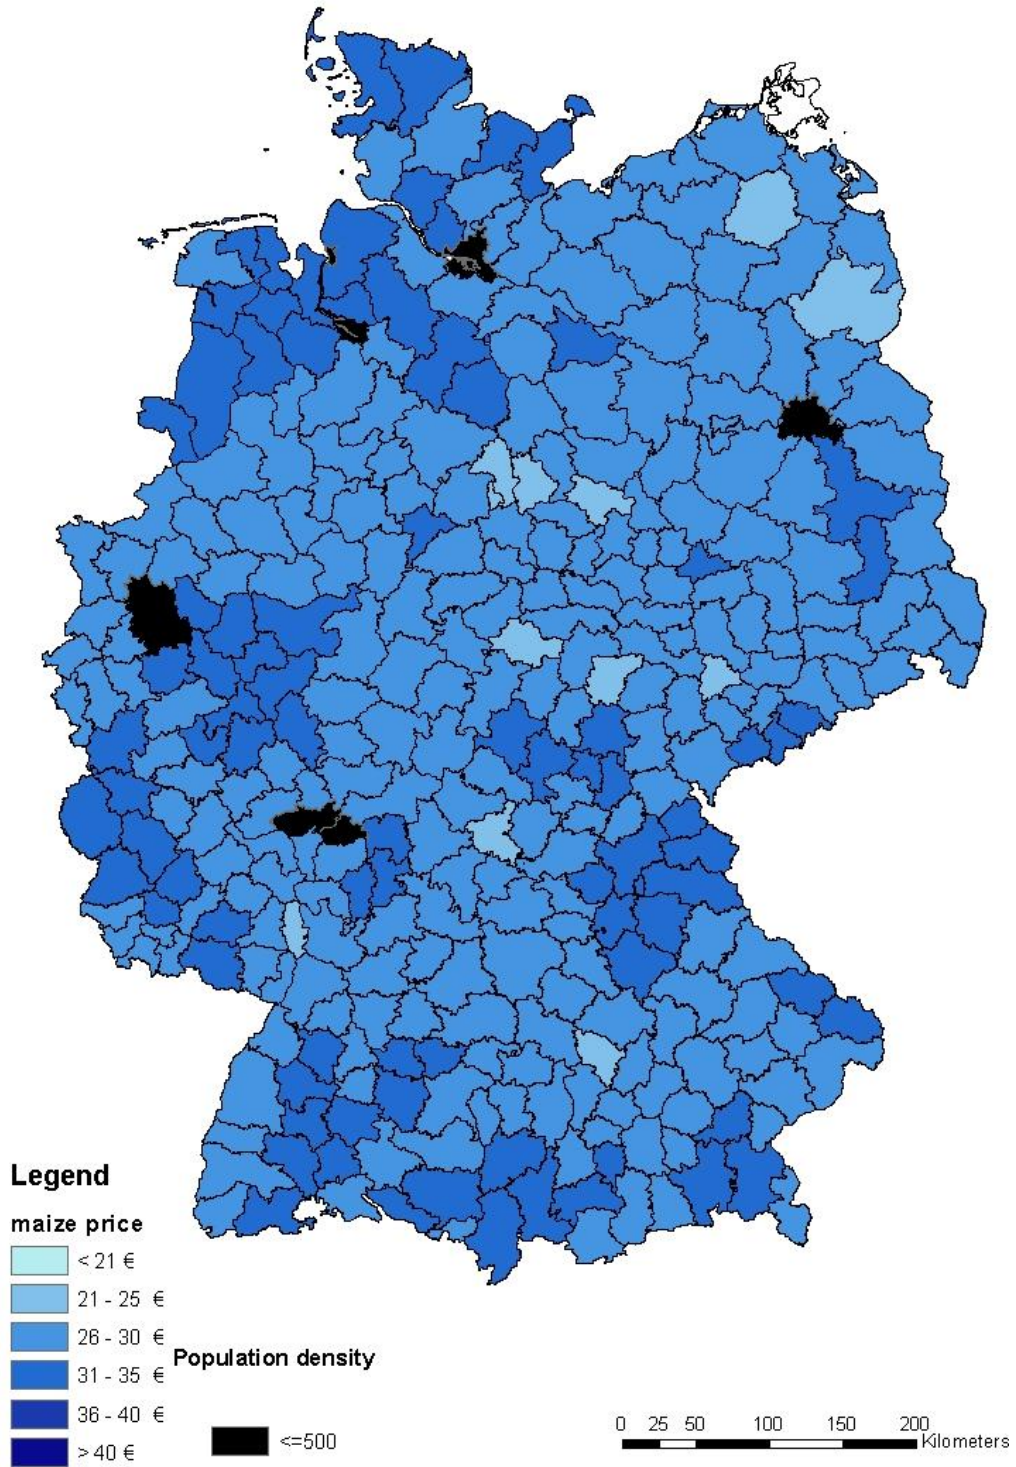 Legend
maize price
< 21 €
21 - 25 €
26 - 30 €
31 - 35 €
36 - 40 €
> 40 €
Population density
<=500
0 25 50 100 150 200
Kilometers